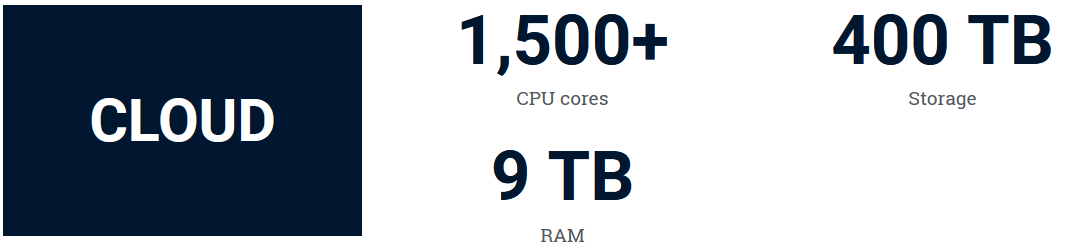 CLOUD
1,500+
CPU cores
400 TB
Storage
9 TB
RAM